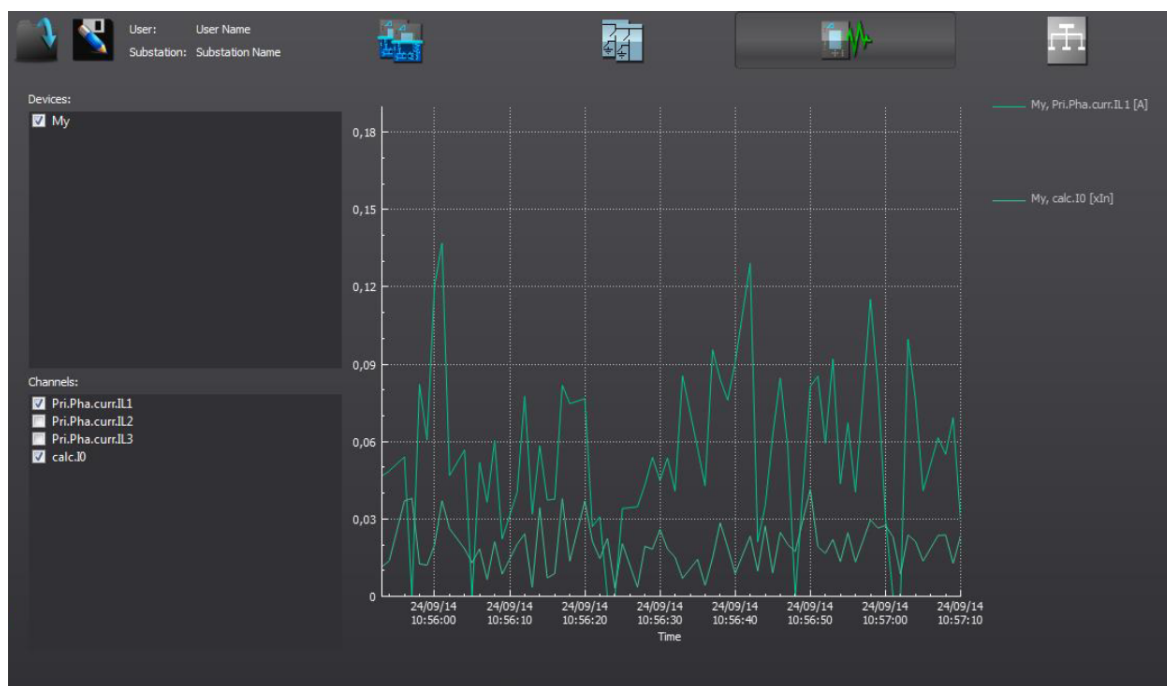 User: User Name
Substation: Substation Name
Devices:
My
Channels:
Pri.Pha.curr.IL1
Pri.Pha.curr.IL2
Pri.Pha.curr.IL3
calc.I0
0,18
0,15
0,12
0,09
0,06
0,03
0
24/09/14 24/09/14 24/09/14 24/09/14 24/09/14 24/09/14 24/09/14 24/09/14
10:56:00 10:56:10 10:56:20 10:56:30 10:56:40 10:56:50 10:57:00 10:57:10
Time
My, Pri.Pha.curr.IL1 [A]
My, calc.I0 [xIn]